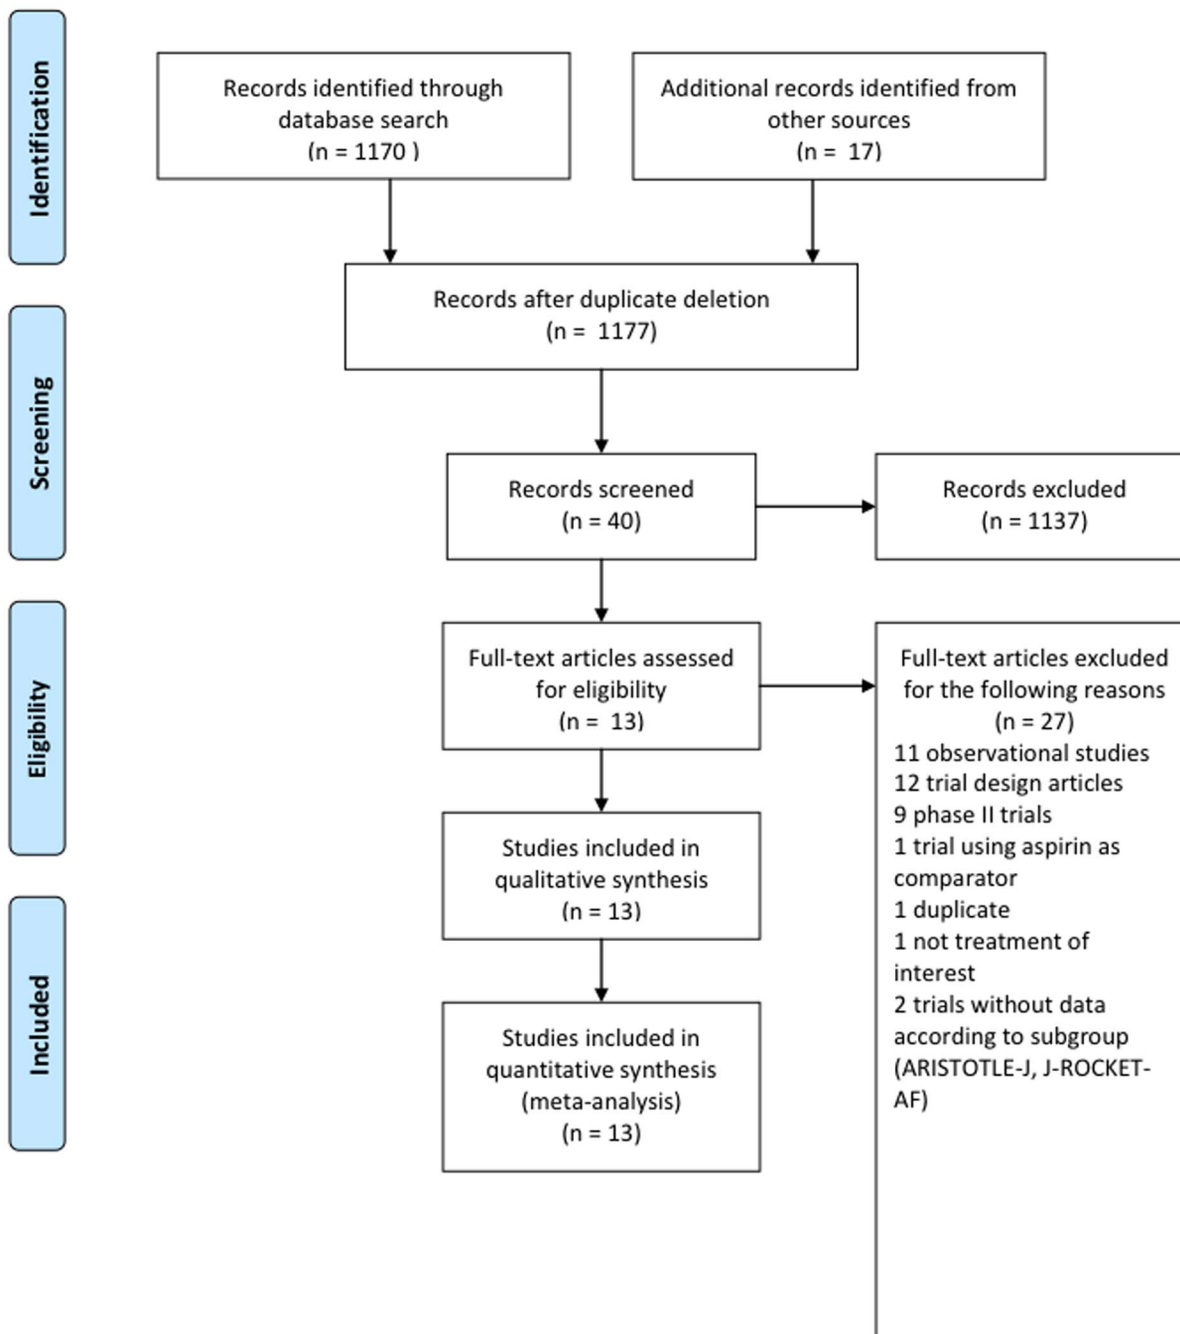 Identification
Records identified through
database search
(n = 1170 )
Additional records identified from
other sources
(n = 17)
Records after duplicate deletion
(n = 1177)
Screening
Records screened
(n = 40)
Records excluded
(n = 1137)
Eligibility
Full-text articles assessed
for eligibility
(n = 13)
Full-text articles excluded
for the following reasons
(n = 27)
11 observational studies
12 trial design articles
9 phase II trials
1 trial using aspirin as
comparator
1 duplicate
1 not treatment of
interest
2 trials without data
according to subgroup
(ARISTOTLE-J, J-ROCKET-
AF)
Studies included in
qualitative synthesis
(n = 13)
Included
Studies included in
quantitative synthesis
(meta-analysis)
(n = 13)